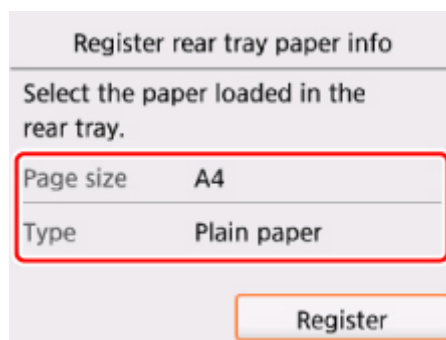 Register rear tray paper info
Select the paper loaded in the
rear tray.
Page size A4
Type Plain paper
Register